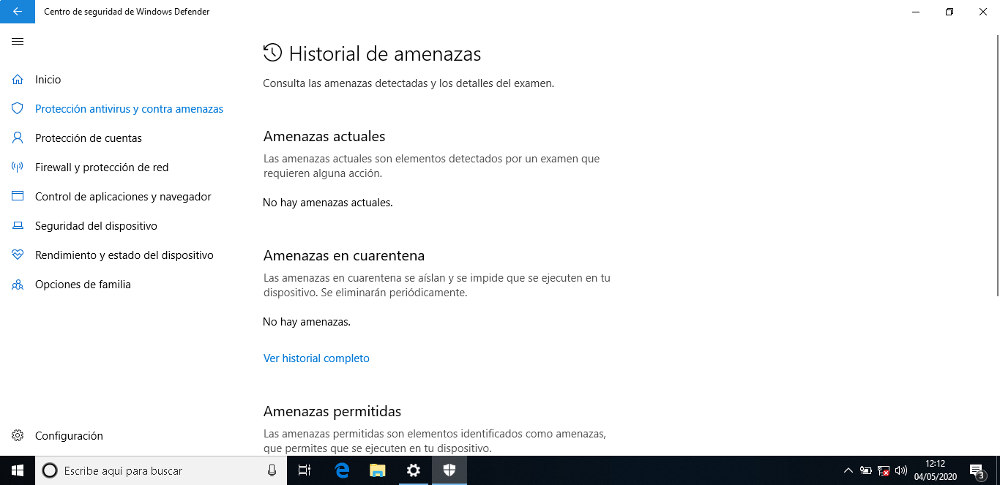 Centro de seguridad de Windows Defender
Inicio
Protección antivirus y contra amenazas
Protección de cuentas
Firewall y protección de red
Control de aplicaciones y navegador
Seguridad del dispositivo
Rendimiento y estado del dispositivo
Opciones de familia
Configuración
Historial de amenazas
Consulta las amenazas detectadas y los detalles del examen.
Amenazas actuales
Las amenazas actuales son elementos detectados por un examen que
requieren alguna acción.
No hay amenazas actuales.
Amenazas en cuarentena
Las amenazas en cuarentena se aíslan y se impide que se ejecuten en tu
dispositivo. Se eliminarán periódicamente.
No hay amenazas.
Ver historial completo
Amenazas permitidas
Las amenazas permitidas son elementos identificados como amenazas,
que permites que se ejecuten en tu dispositivo.
Escribe aquí para buscar
12:12
04/05/2020
3